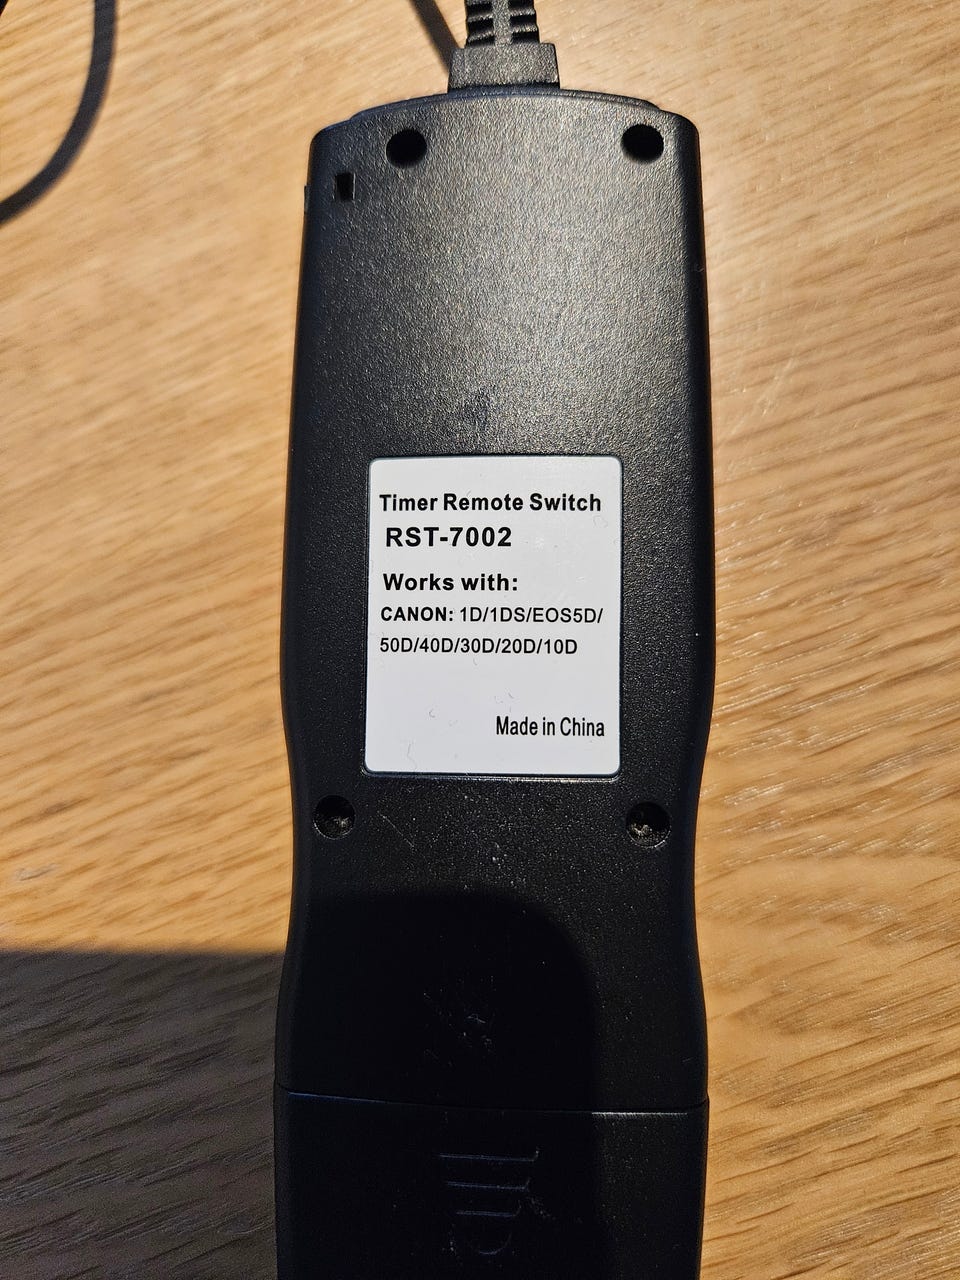 Timer Remote Switch
RST-7002
Works with:
CANON: 1D/1DS/EOS5D/
50D/40D/30D/20D/10D
Made in China